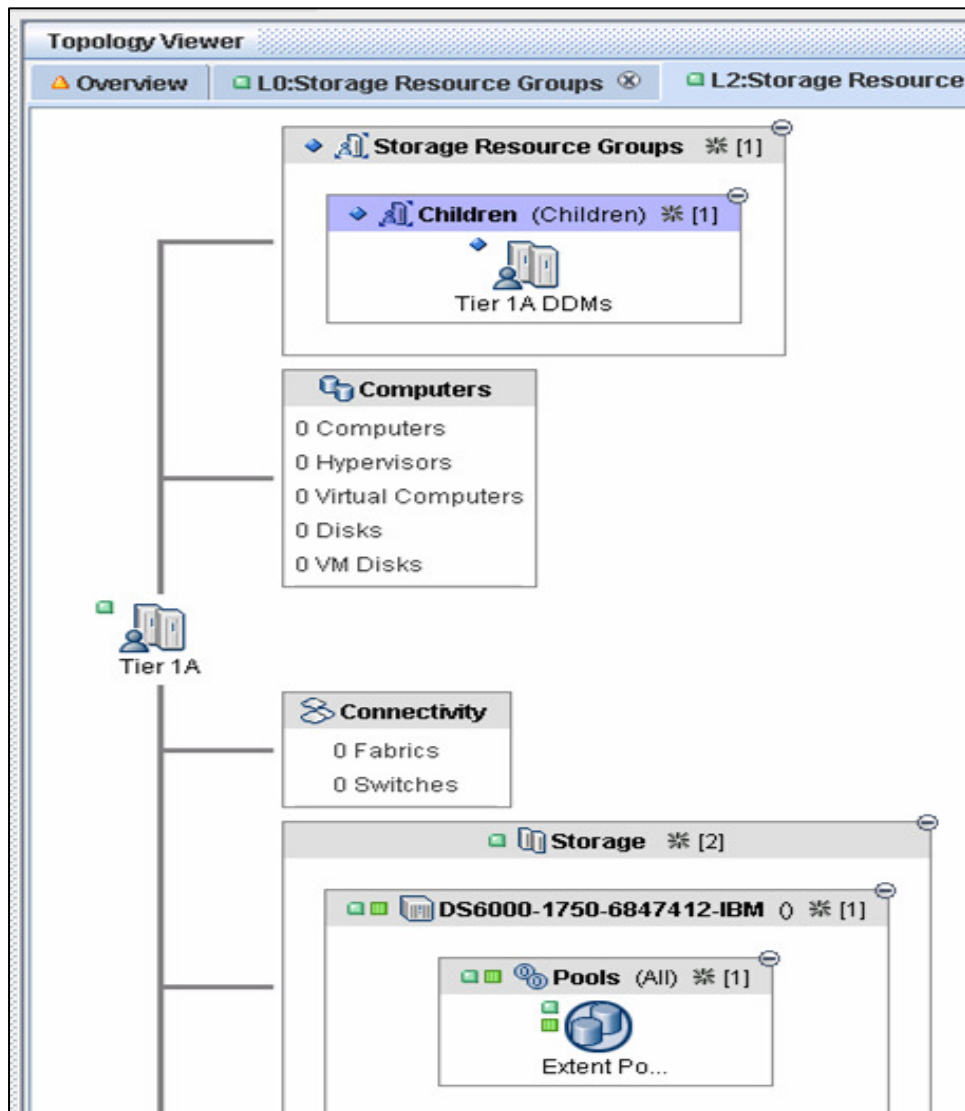 Topology Viewer
Overview
L0:Storage Resource Groups
L2:Storage Resource
Storage Resource Groups [1]
Children (Children) [1]
Tier 1A DDMs
Computers
0 Computers
0 Hypervisors
0 Virtual Computers
0 Disks
0 VM Disks
Tier 1A
Connectivity
0 Fabrics
0 Switches
Storage [2]
DS6000-1750-6847412-IBM () [1]
Pools (All) [1]
Extent Po...